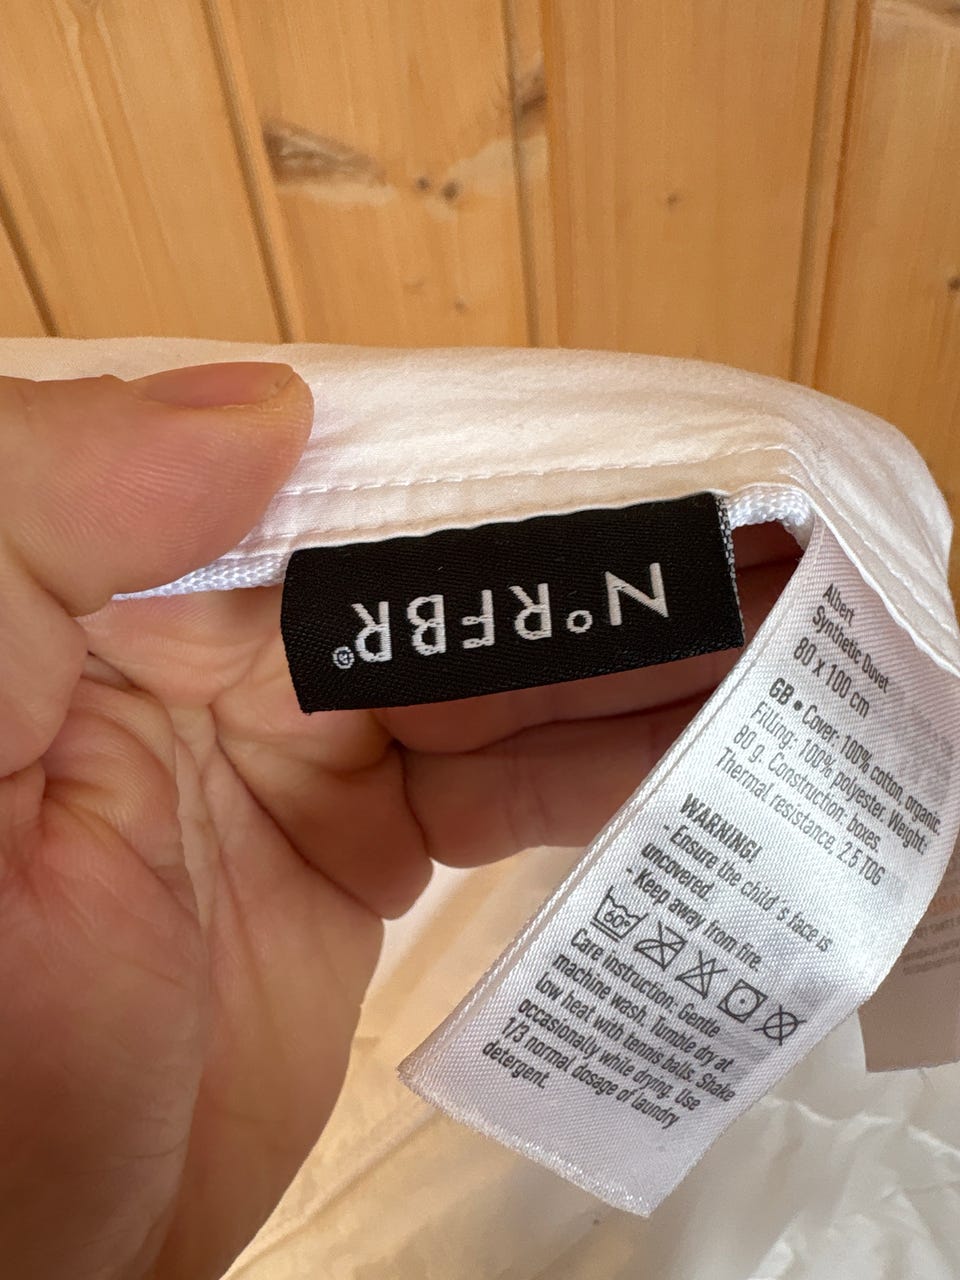 N°RFBR®
Albert
Synthetic Duvet
80 x 100 cm
GB • Cover: 100% cotton, organic.
Filling: 100% polyester. Weight:
80 g. Construction, boxes.
Thermal resistance, 2.5 TOG
WARNING!
- Ensure the child´s face is
uncovered.
- Keep away from fire.
60°
Care instruction: Gentle
machine wash. Tumble dry at
low heat with tennis balls. Shake
occasionally while drying. Use
1/3 normal dosage of laundry
detergent.